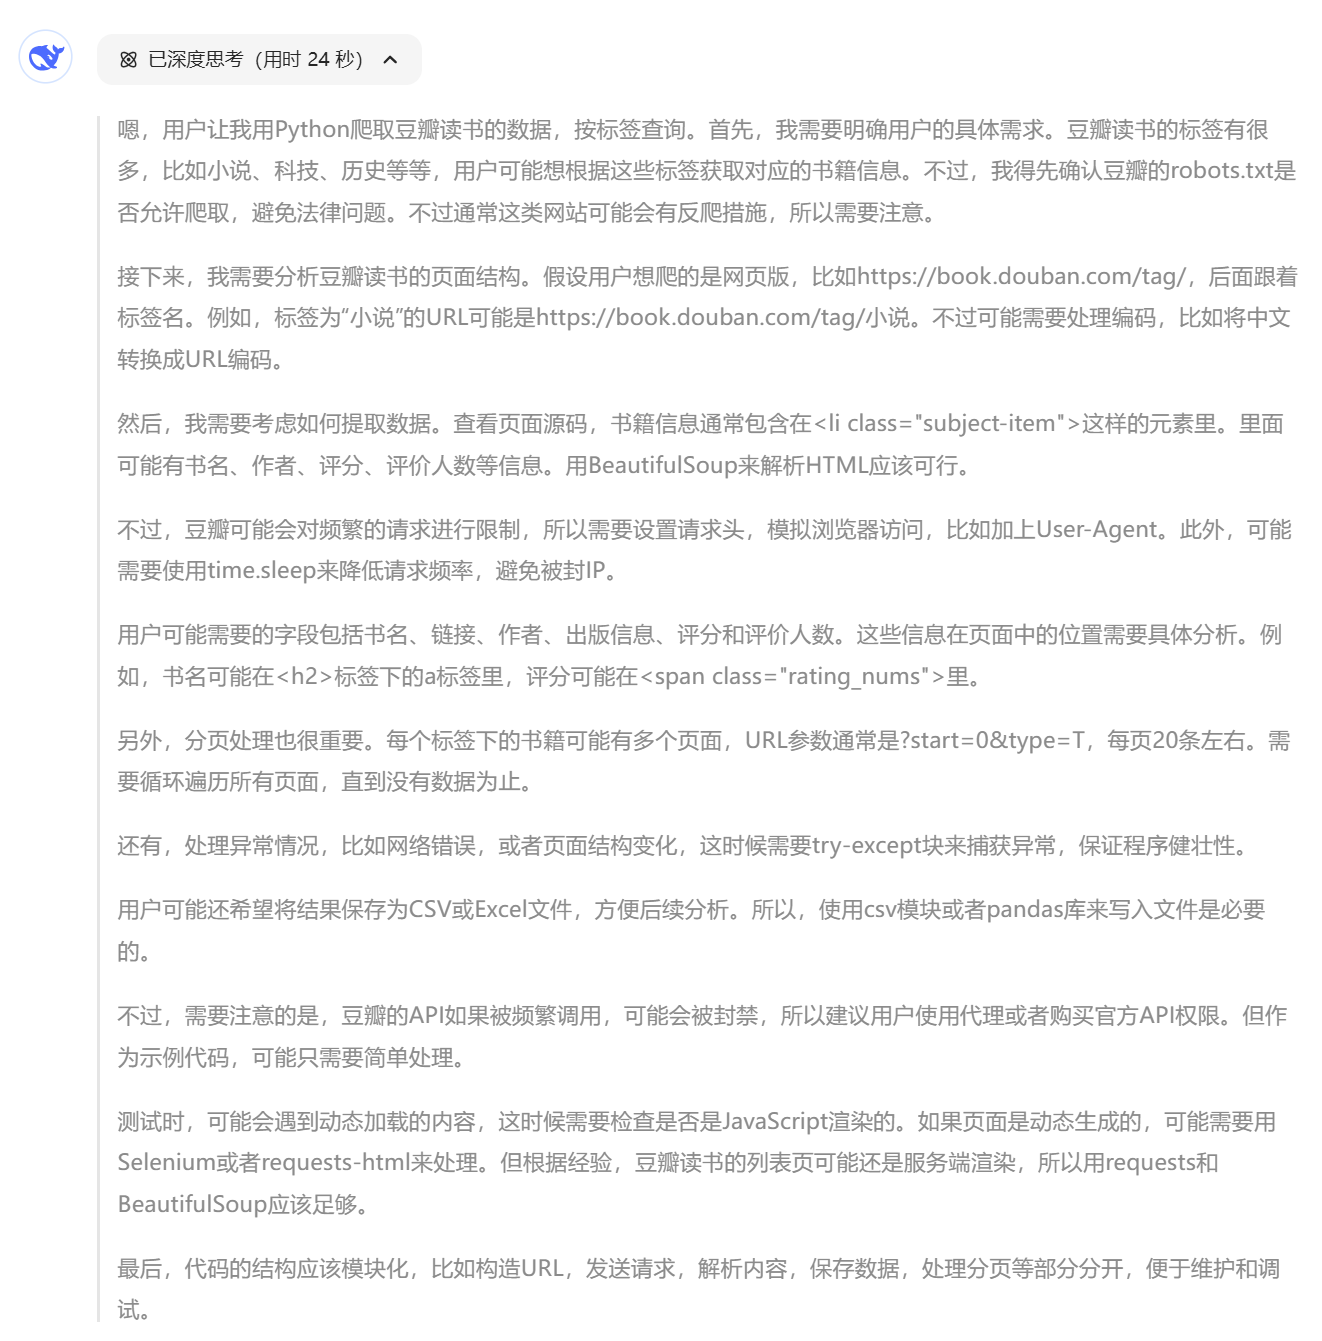 已深度思考（用时 24 秒）
嗯，用户让我用Python爬取豆瓣读书的数据，按标签查询。首先，我需要明确用户的具体需求。豆瓣读书的标签有很
多，比如小说、科技、历史等等，用户可能想根据这些标签获取对应的书籍信息。不过，我得先确认豆瓣的robots.txt是
否允许爬取，避免法律问题。不过通常这类网站可能会有反爬措施，所以需要注意。
接下来，我需要分析豆瓣读书的页面结构。假设用户想爬的是网页版，比如https://book.douban.com/tag/，后面跟着
标签名。例如，标签为“小说”的URL可能是https://book.douban.com/tag/小说。不过可能需要处理编码，比如将中文
转换成URL编码。
然后，我需要考虑如何提取数据。查看页面源码，书籍信息通常包含在<li class="subject-item">这样的元素里。里面
可能有书名、作者、评分、评价人数等信息。用BeautifulSoup来解析HTML应该可行。
不过，豆瓣可能会对频繁的请求进行限制，所以需要设置请求头，模拟浏览器访问，比如加上User-Agent。此外，可能
需要使用time.sleep来降低请求频率，避免被封IP。
用户可能需要的字段包括书名、链接、作者、出版信息、评分和评价人数。这些信息在页面中的位置需要具体分析。例
如，书名可能在<h2>标签下的a标签里，评分可能在<span class="rating_nums">里。
另外，分页处理也很重要。每个标签下的书籍可能有多个页面，URL参数通常是?start=0&type=T，每页20条左右。需
要循环遍历所有页面，直到没有数据为止。
还有，处理异常情况，比如网络错误，或者页面结构变化，这时候需要try-except块来捕获异常，保证程序健壮性。
用户可能还希望将结果保存为CSV或Excel文件，方便后续分析。所以，使用csv模块或者pandas库来写入文件是必要
的。
不过，需要注意的是，豆瓣的API如果被频繁调用，可能会被封禁，所以建议用户使用代理或者购买官方API权限。但作
为示例代码，可能只需要简单处理。
测试时，可能会遇到动态加载的内容，这时候需要检查是否是JavaScript渲染的。如果页面是动态生成的，可能需要用
Selenium或者requests-html来处理。但根据经验，豆瓣读书的列表页可能还是服务端渲染，所以用requests和
BeautifulSoup应该足够。
最后，代码的结构应该模块化，比如构造URL，发送请求，解析内容，保存数据，处理分页等部分分开，便于维护和调
试。